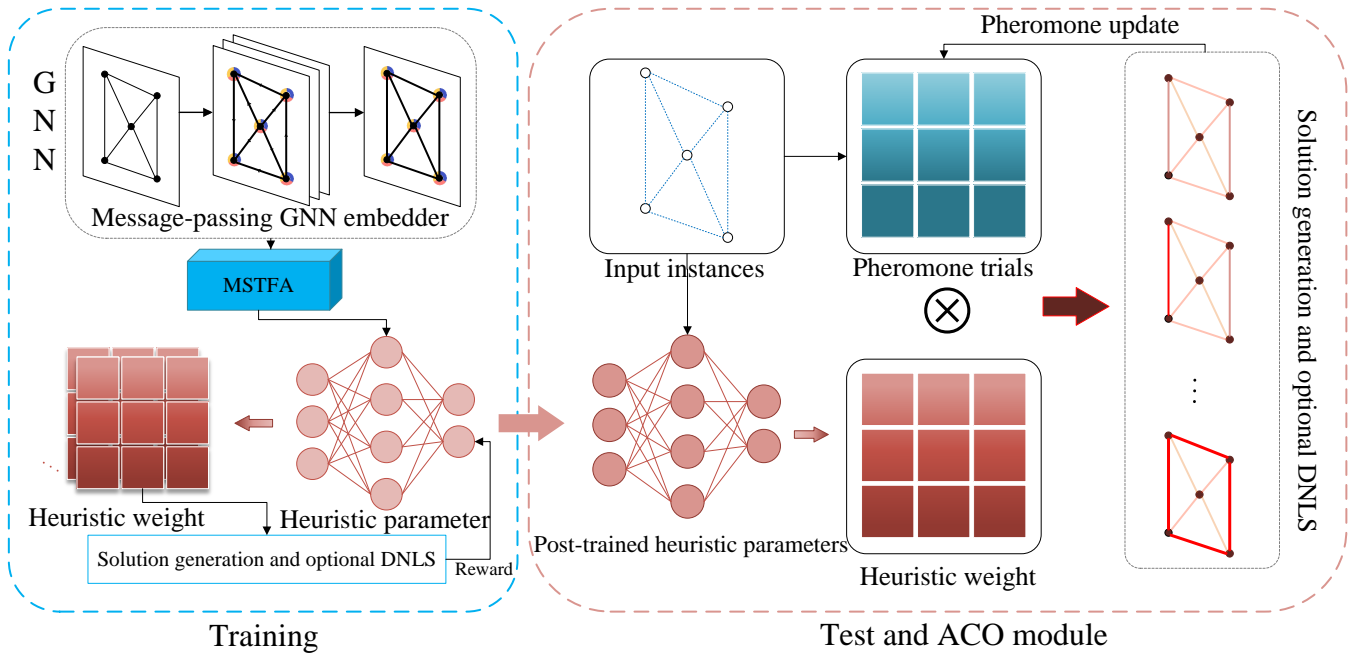 G
N
N
Message-passing GNN embedder
MSTFA
Heuristic weight
Heuristic parameter
Solution generation and optional DNLS
Reward
Training
Pheromone update
Input instances
Pheromone trials
Post-trained heuristic parameters
Heuristic weight
Solution generation and optional DNLS
Test and ACO module